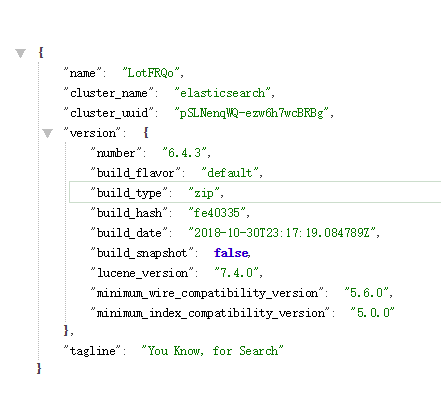 {
"name": "LotFRQo",
"cluster_name": "elasticsearch",
"cluster_uuid": "pSLNenqWQ-ezw6h7wcBRBg",
"version": {
"number": "6.4.3",
"build_flavor": "default",
"build_type": "zip",
"build_hash": "fe40335",
"build_date": "2018-10-30T23:17:19.084789Z",
"build_snapshot": false,
"lucene_version": "7.4.0",
"minimum_wire_compatibility_version": "5.6.0",
"minimum_index_compatibility_version": "5.0.0"
},
"tagline": "You Know, for Search"
}